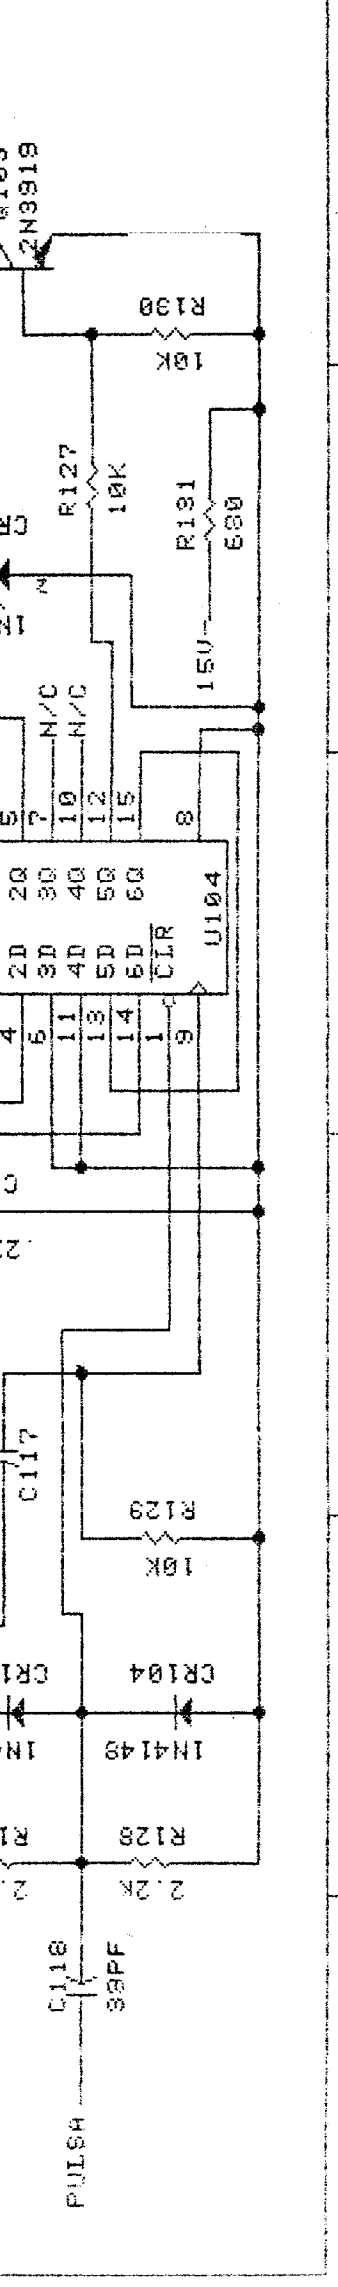 2N3919
R130
10K
R127
10K
R131
680
15V
N/C
N/C
5
7
10
12
15
8
2Q
3Q
4Q
5Q
6Q
2D
3D
4D
5D
6D
CLR
U104
4
6
11
13
14
1
9
C117
R129
10K
CR104
1N4148
R128
2.2K
C118
33PF
PULSA